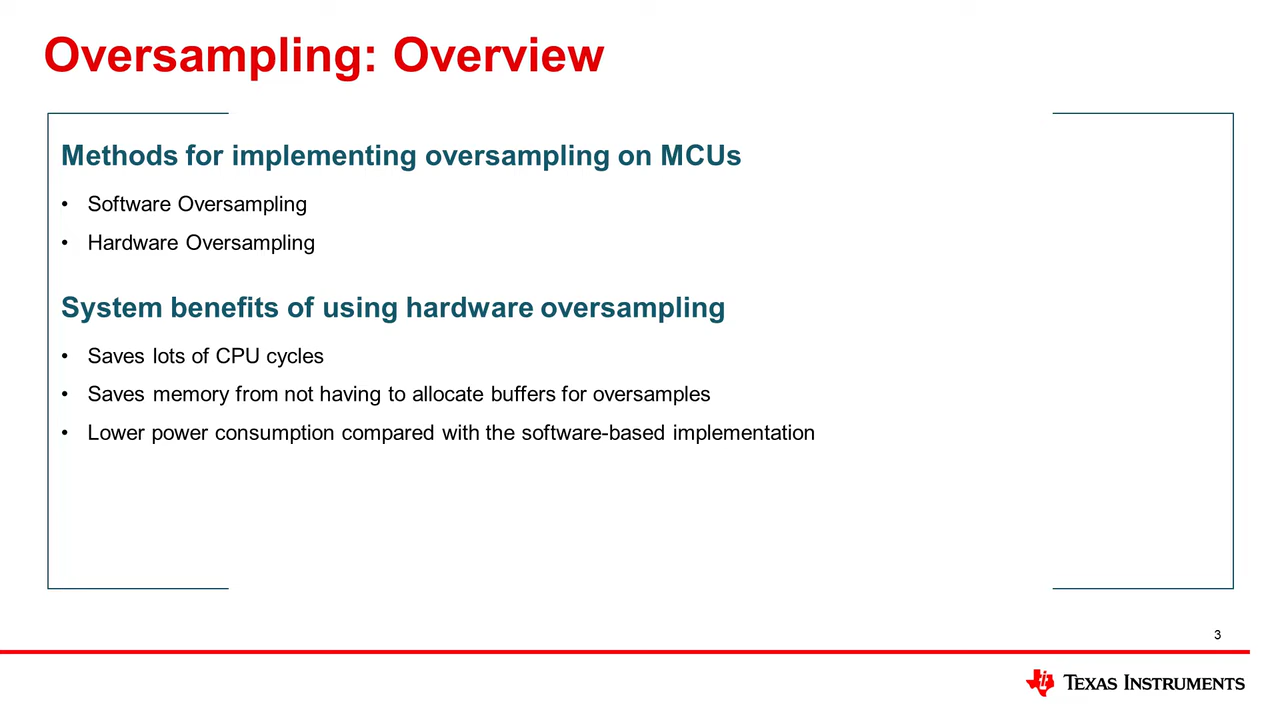 Oversampling: Overview
Methods for implementing oversampling on MCUs
• Software Oversampling
• Hardware Oversampling
System benefits of using hardware oversampling
• Saves lots of CPU cycles
• Saves memory from not having to allocate buffers for oversamples
• Lower power consumption compared with the software-based implementation
3
TEXAS INSTRUMENTS